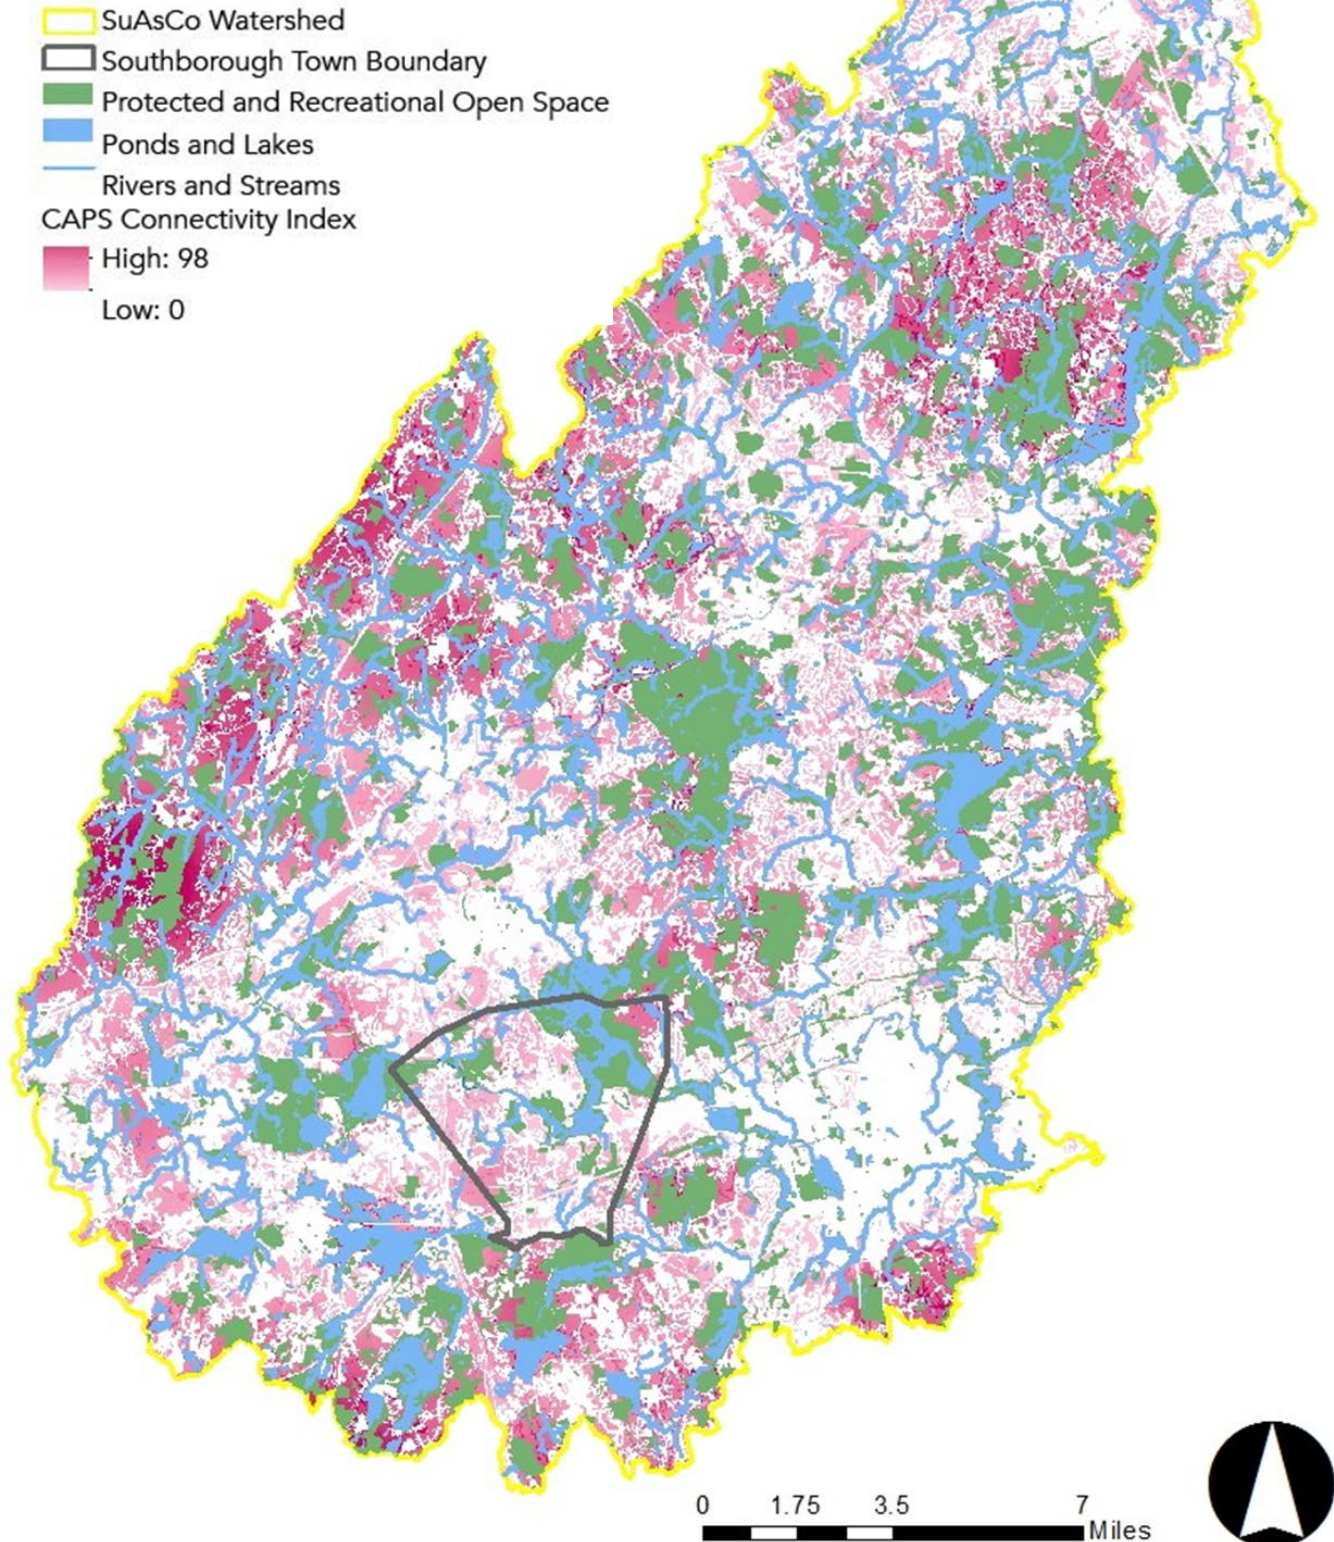 SuAsCo Watershed
Southborough Town Boundary
Protected and Recreational Open Space
Ponds and Lakes
Rivers and Streams
CAPS Connectivity Index
High: 98
Low: 0
0 1.75 3.5 7
Miles